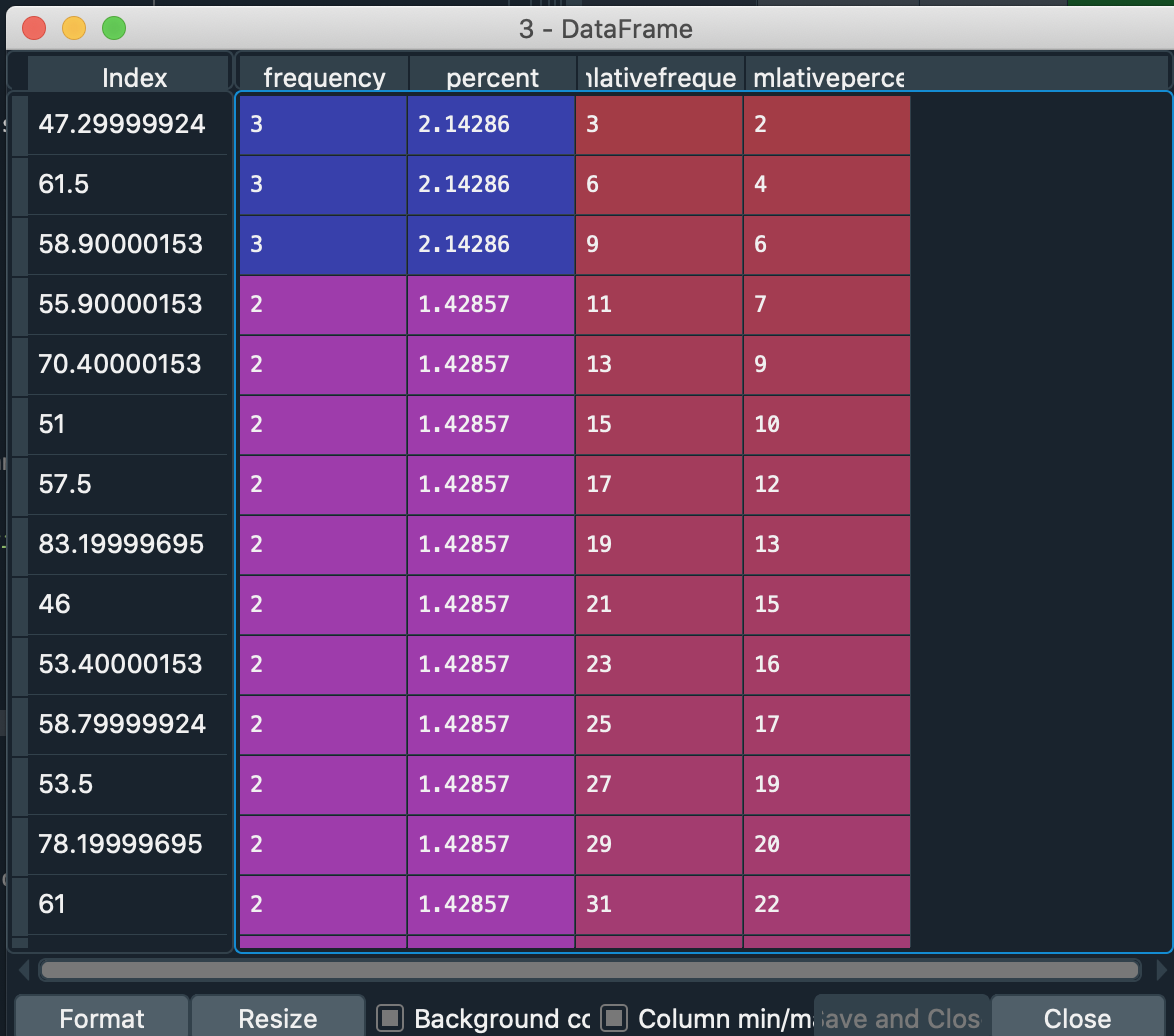 3 - DataFrame
Index frequency percent mlativefreque mlativeperce
47.29999924 3 2.14286 3 2
61.5 3 2.14286 6 4
58.90000153 3 2.14286 9 6
55.90000153 2 1.42857 11 7
70.40000153 2 1.42857 13 9
51 2 1.42857 15 10
57.5 2 1.42857 17 12
83.19999695 2 1.42857 19 13
46 2 1.42857 21 15
53.40000153 2 1.42857 23 16
58.79999924 2 1.42857 25 17
53.5 2 1.42857 27 19
78.19999695 2 1.42857 29 20
61 2 1.42857 31 22
Format Resize Background co Column min/ma Save and Clos Close